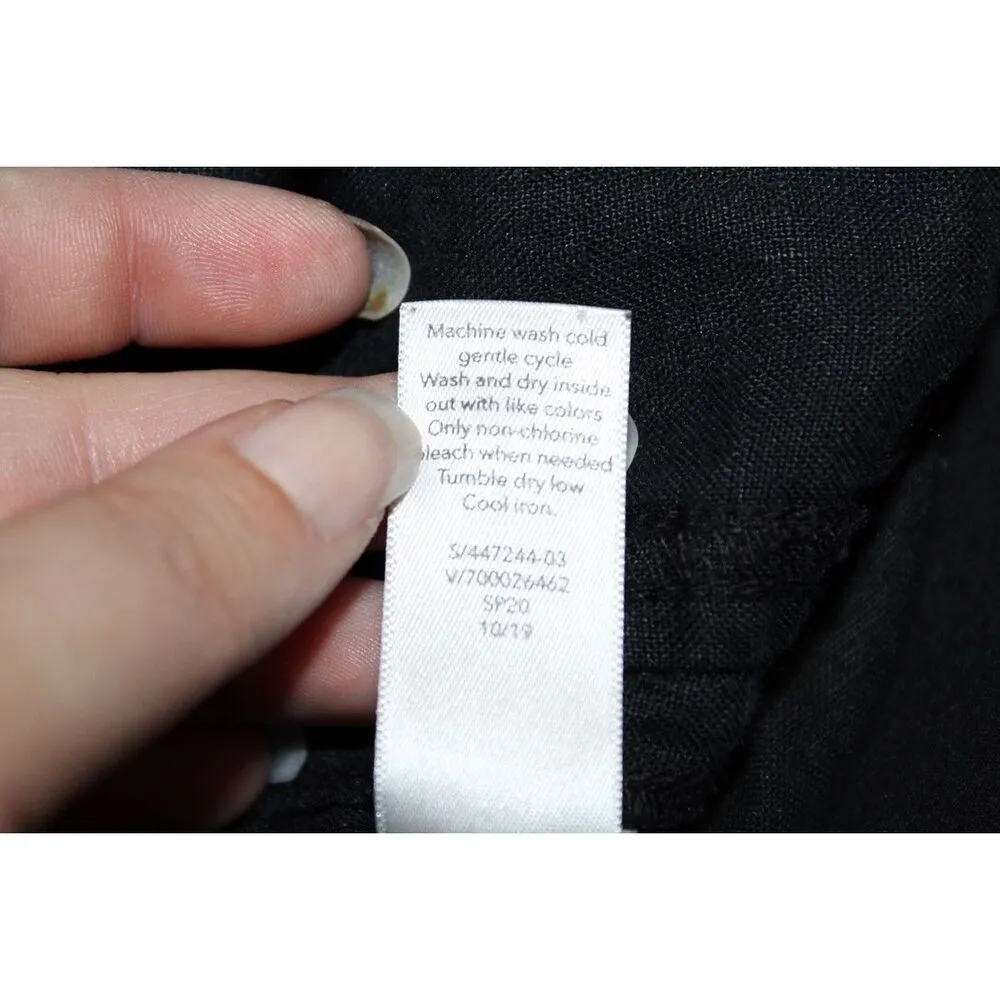 Machine wash cold
gentle cycle
Wash and dry inside
out with like colors
Only non-chlorine
bleach when needed
Tumble dry low
Cool iron.
S/447244-03
V/700026462
SP20
10/19